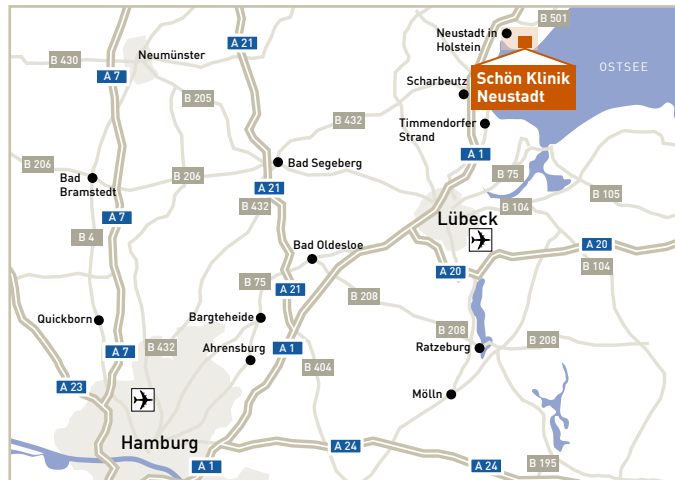 B 501
Neustadt in
Holstein
A 21
Neumünster
B 430
A 7
OSTSEE
Schön Klinik
Neustadt
Scharbeutz
B 205
B 432
Timmendorfer
Strand
A 1
B 206
Bad Segeberg
Bad
Bramstedt
B 206
B 75
A 21
B 105
B 432
B 104
A 7
Lübeck
B 4
Bad Oldesloe
A 20
B 104
A 20
B 75
A 21
B 208
Quickborn
Bargteheide
B 208
B 208
B 432
A 7
A 1
Ratzeburg
Ahrensburg
B 404
A 23
Mölln
Hamburg
A 24
A 1
A 24
B 195